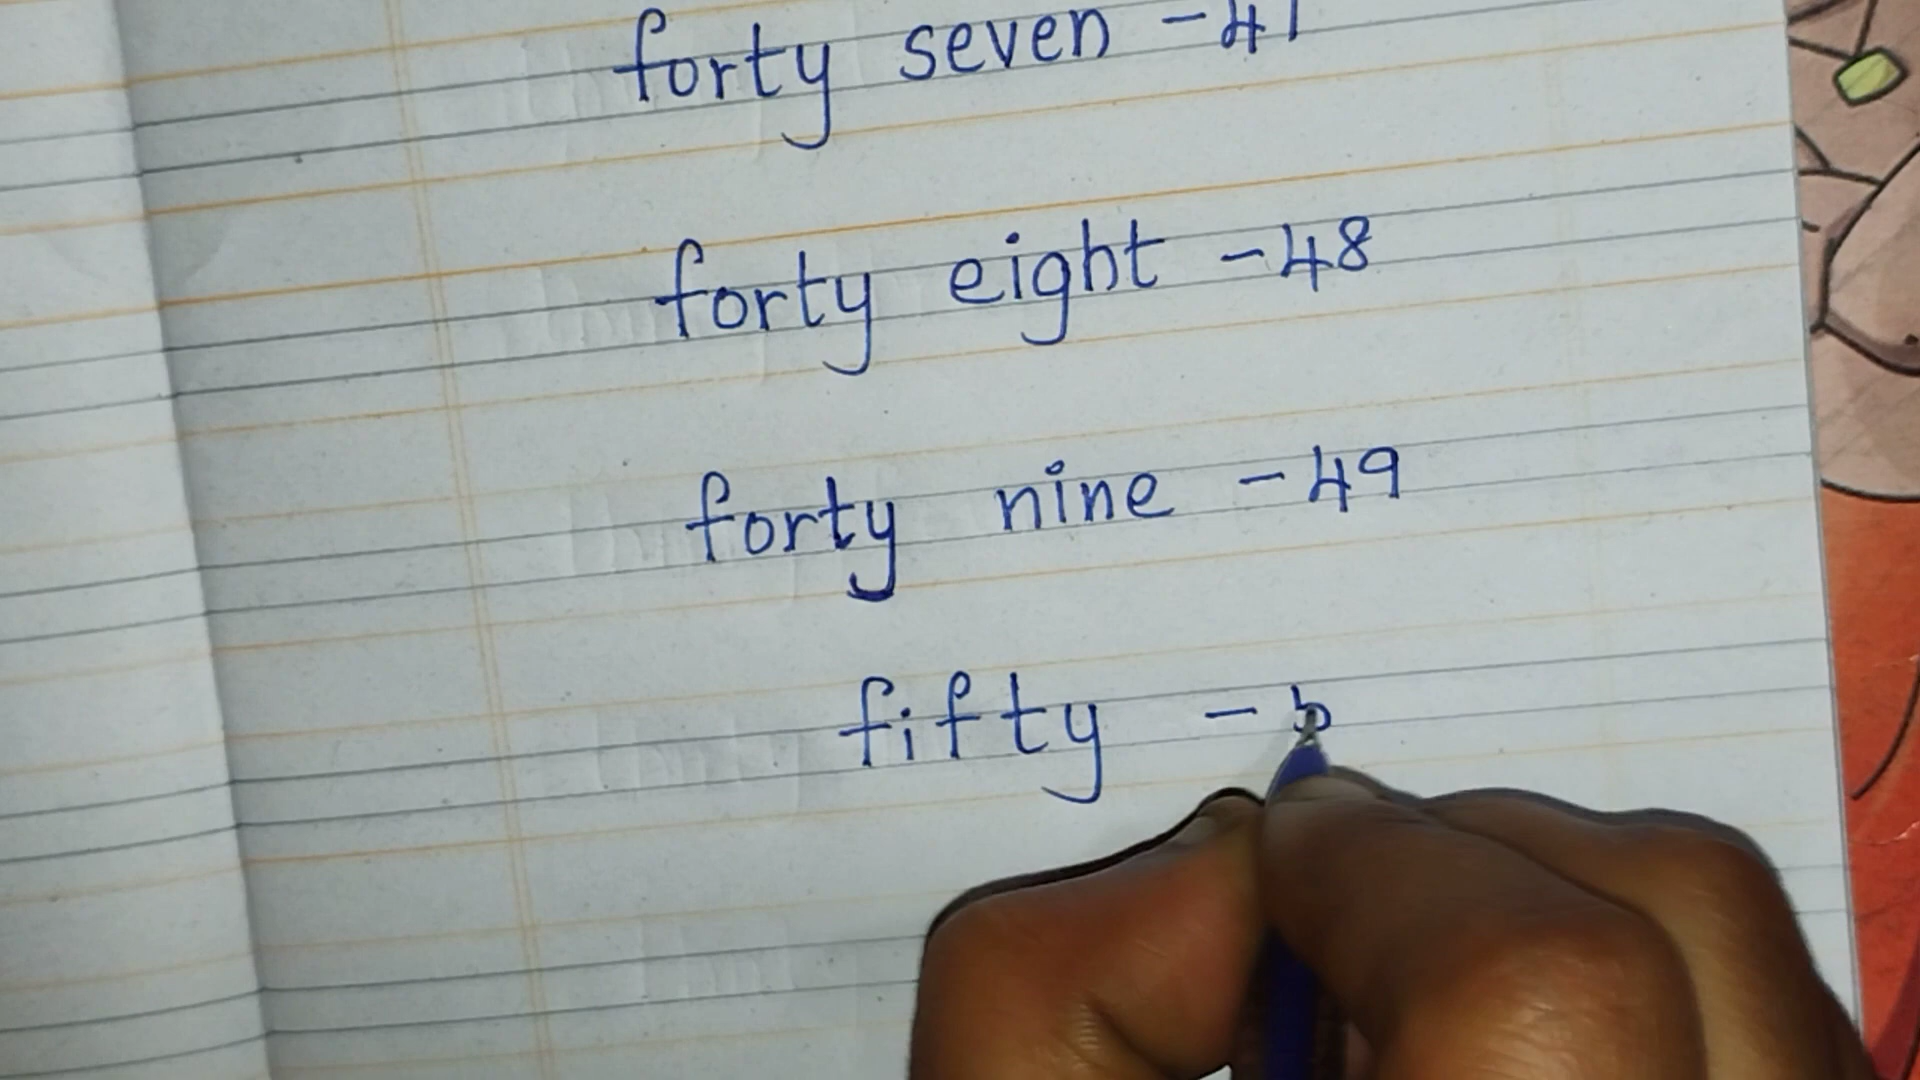 forty seven - 47
forty eight - 48
forty nine - 49
fifty -